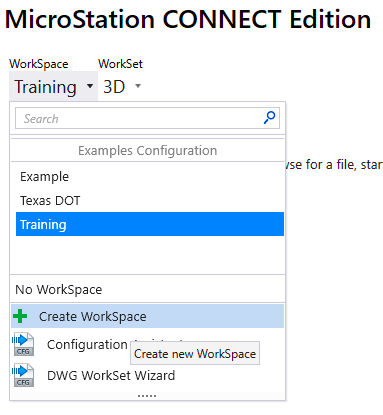 MicroStation CONNECT Edition
WorkSpace WorkSet
Training 3D
Search
Examples Configuration
wse for a file, star
Example
Texas DOT
Training
No WorkSpace
Create WorkSpace
Configuration
Create new WorkSpace
CFG
DWG WorkSet Wizard
CFG